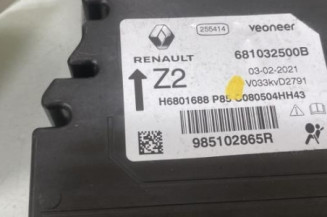 255414
veoneer
RENAULT
681032500B
Z2
03-02-2021
V033kvD2791
H6801688 P85 C080504HH43
985102865R